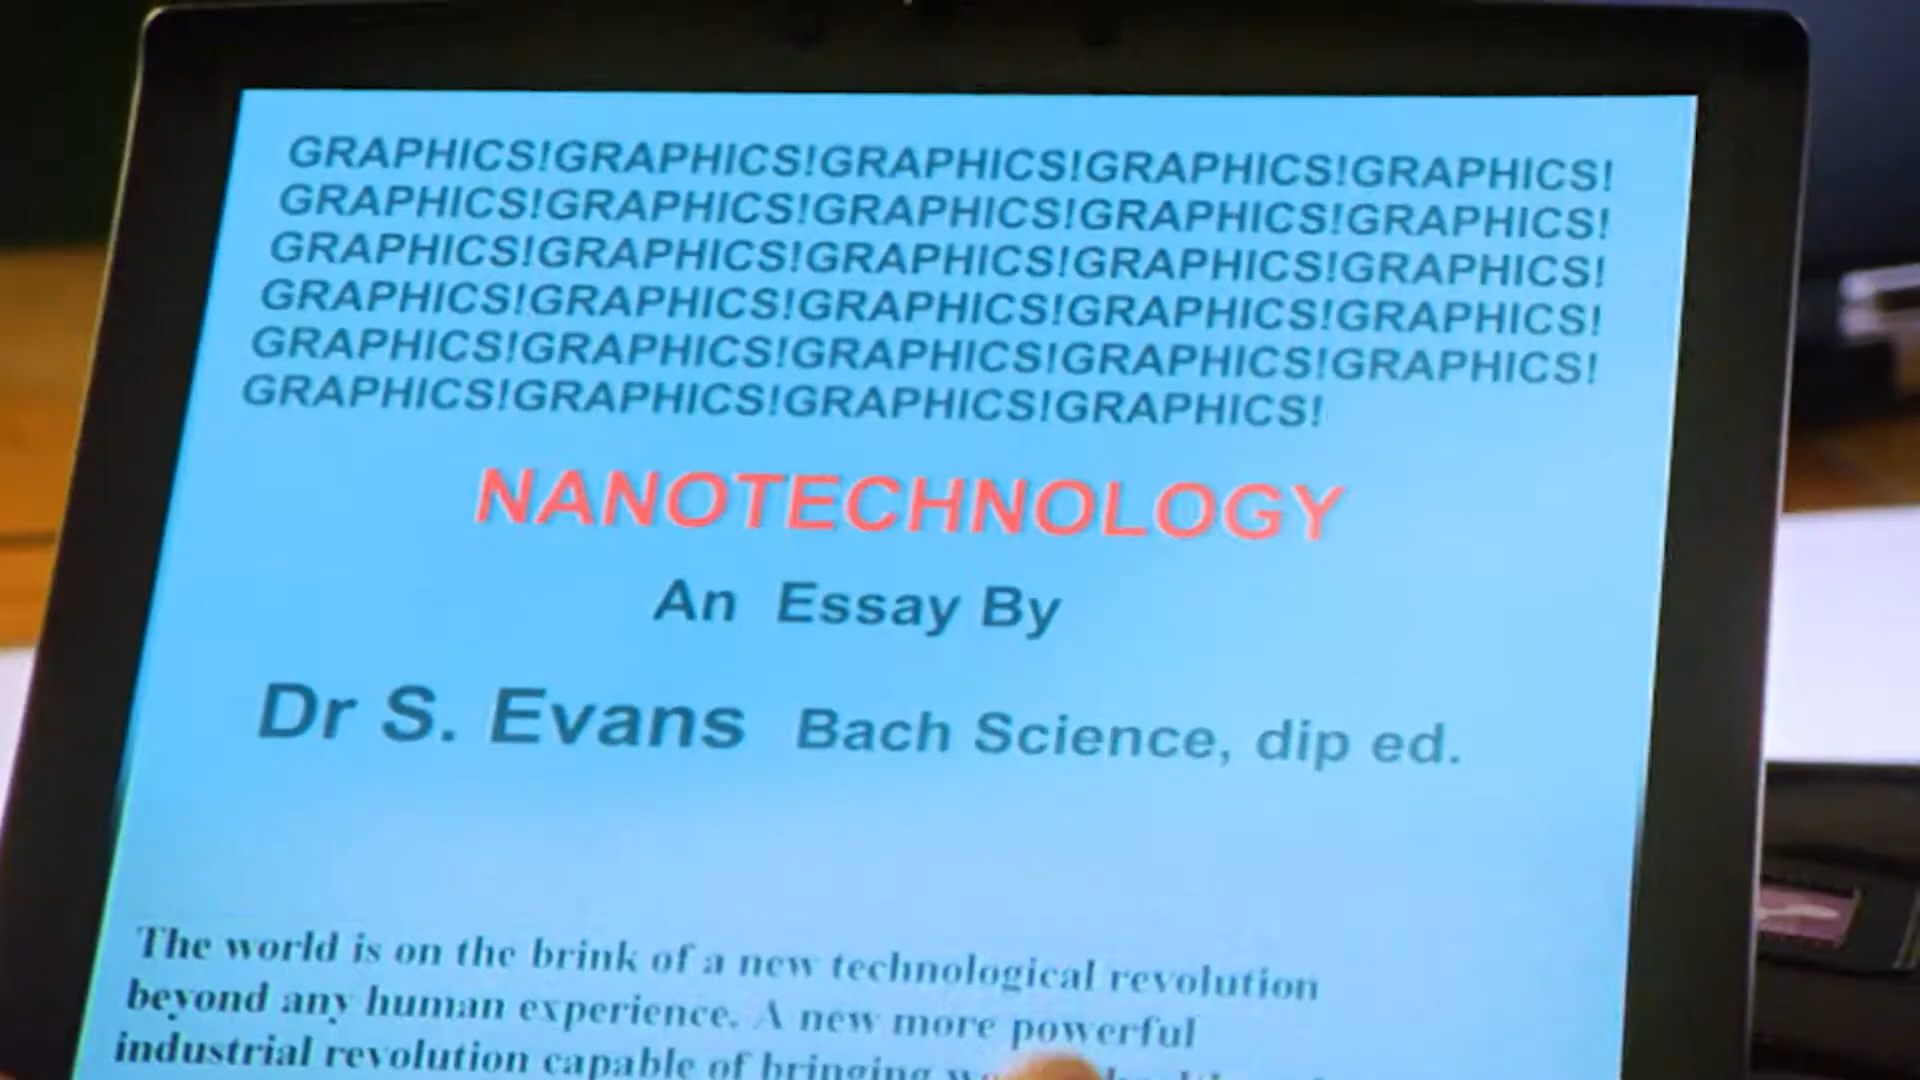 GRAPHICS!GRAPHICS!GRAPHICS!GRAPHICS!GRAPHICS!
GRAPHICS!GRAPHICS!GRAPHICS!GRAPHICS!GRAPHICS!
GRAPHICS!GRAPHICS!GRAPHICS!GRAPHICS!GRAPHICS!
GRAPHICS!GRAPHICS!GRAPHICS!GRAPHICS!GRAPHICS!
GRAPHICS!GRAPHICS!GRAPHICS!GRAPHICS!GRAPHICS!
GRAPHICS!GRAPHICS!GRAPHICS!GRAPHICS!
NANOTECHNOLOGY
An Essay By
Dr S. Evans Bach Science, dip ed.
The world is on the brink of a new technological revolution
beyond any human experience. A new more powerful
industrial revolution capable of bringing